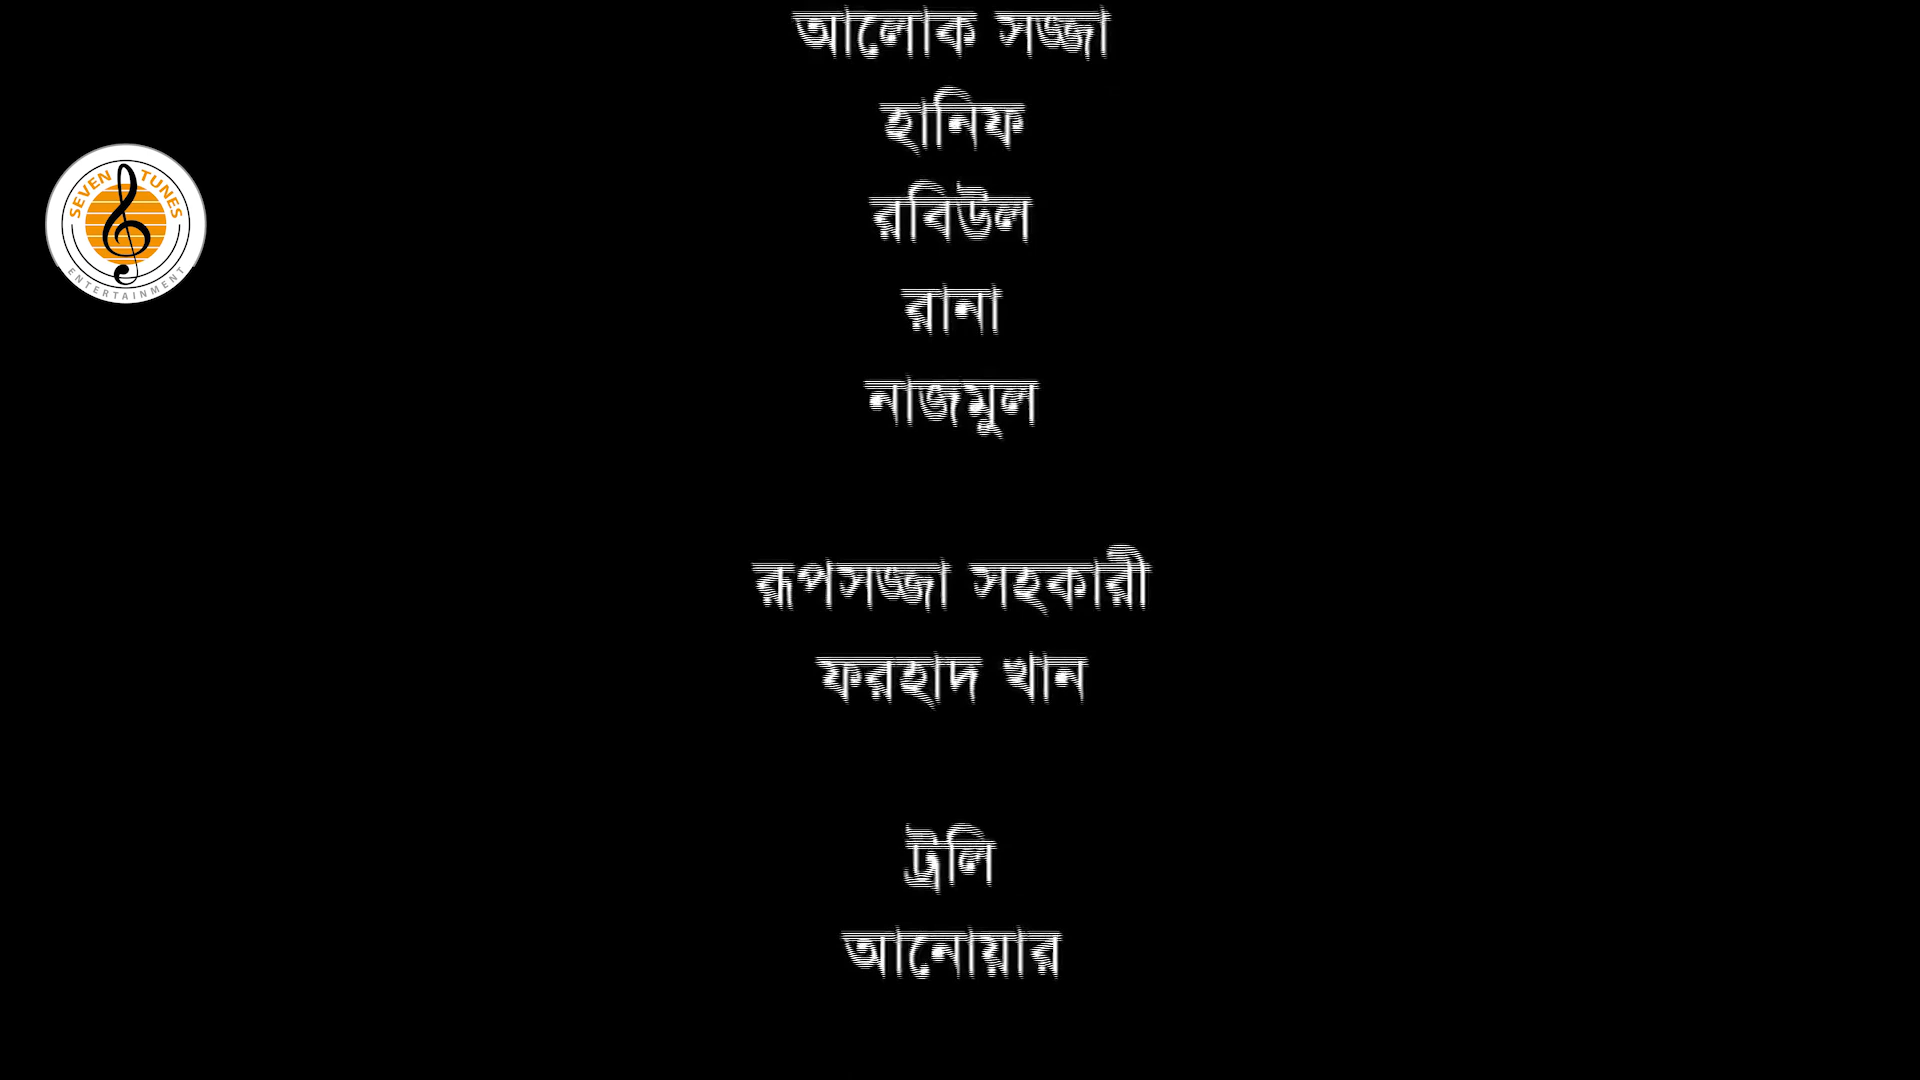 আলোক সজ্জা
হানিফ
রবিউল
রানা
নাজমুল
রূপসজ্জা সহকারী
ফরহাদ খান
ট্রলি
আনোয়ার
SEVEN TUNES
ENTERTAINMENT